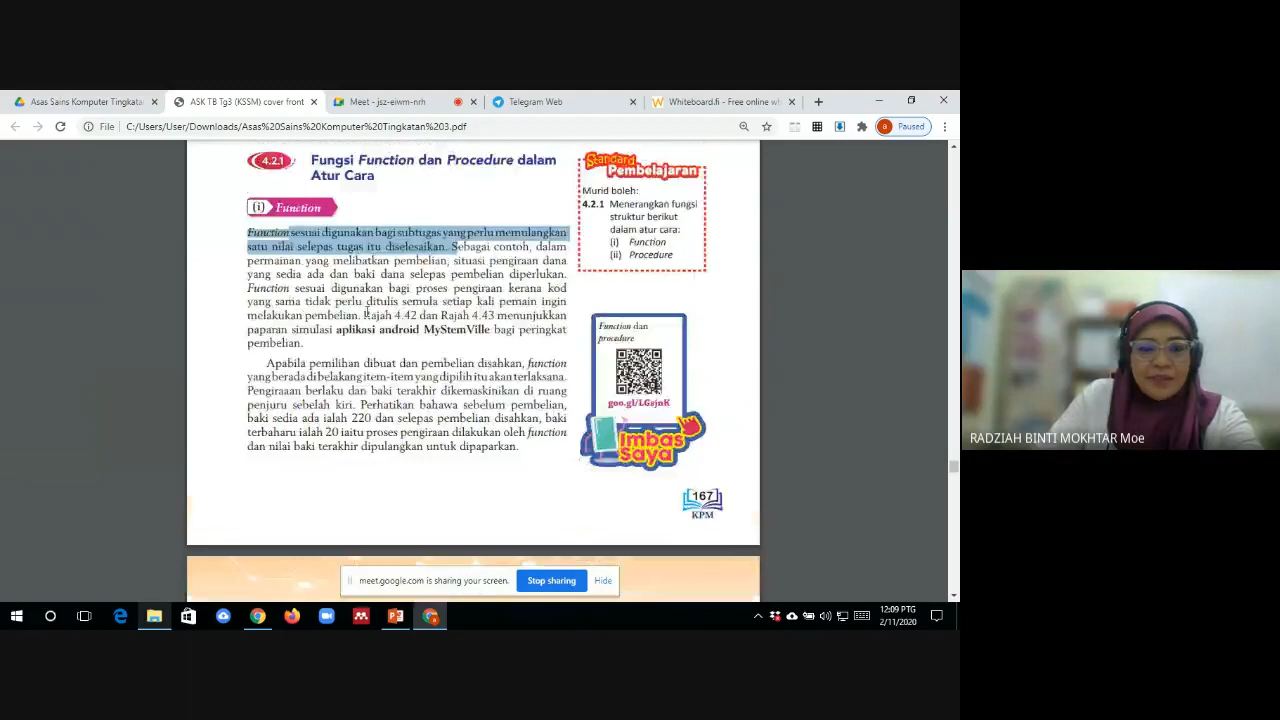 Asas Sains Komputer Tingkata
ASK TB Tg3 (KSSM) cover front
Meet - jsz-eiwm-nrh
Telegram Web
Whiteboard.fi - Free online wh
File
C:/Users/User/Downloads/Asas%20Sains%20Komputer%20Tingkatan%203.pdf
B
Paused
4.2.1
Fungsi Function dan Procedure dalam
Atur Cara
(i) Function
Function sesuai digunakan bagi subtugas yang perlu memulangkan
satu nilai selepas tugas itu diselesaikan. Sebagai contoh, dalam
permainan yang melibatkan pembelian, situasi pengiraan dana
yang sedia ada dan baki dana selepas pembelian diperlukan.
Function sesuai digunakan bagi proses pengiraan kerana kod
yang sama tidak perlu ditulis semula setiap kali pemain ingin
melakukan pembelian. Rajah 4.42 dan Rajah 4.43 menunjukkan
paparan simulasi aplikasi android MyStemVille bagi peringkat
pembelian.
Apabila pemilihan dibuat dan pembelian disahkan, function
yang berada di belakang item-item yang dipilih itu akan terlaksana.
Pengiraaan berlaku dan baki terakhir dikemaskinikan di ruang
penjuru sebelah kiri. Perhatikan bahawa sebelum pembelian,
baki sedia ada ialah 220 dan selepas pembelian disahkan, baki
terbaharu ialah 20 iaitu proses pengiraan dilakukan oleh function
dan nilai baki terakhir dipulangkan untuk dipaparkan.
Standard
Pembelajaran
Murid boleh:
4.2.1 Menerangkan fungsi
struktur berikut
dalam atur cara:
(i) Function
(ii) Procedure
Function dan
procedure
Imbas
Saya
167
KPM
meet.google.com is sharing your screen.
Stop sharing
Hide
12:09 PTG
2/11/2020
RADZIAH BINTI MOKHTAR Moe